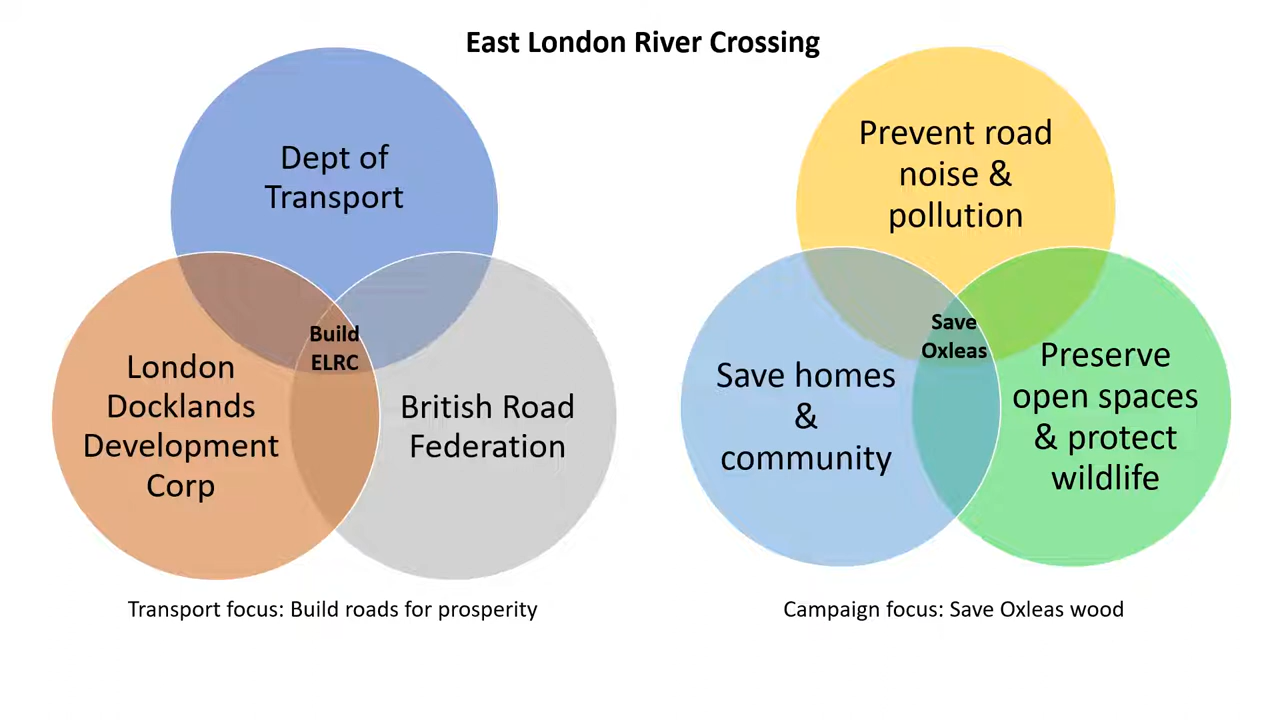 East London River Crossing
Dept of
Transport
Build
ELRC
London
Docklands
Development
Corp
British Road
Federation
Transport focus: Build roads for prosperity
Prevent road
noise &
pollution
Save
Oxleas
Save homes
&
community
Preserve
open spaces
& protect
wildlife
Campaign focus: Save Oxleas wood